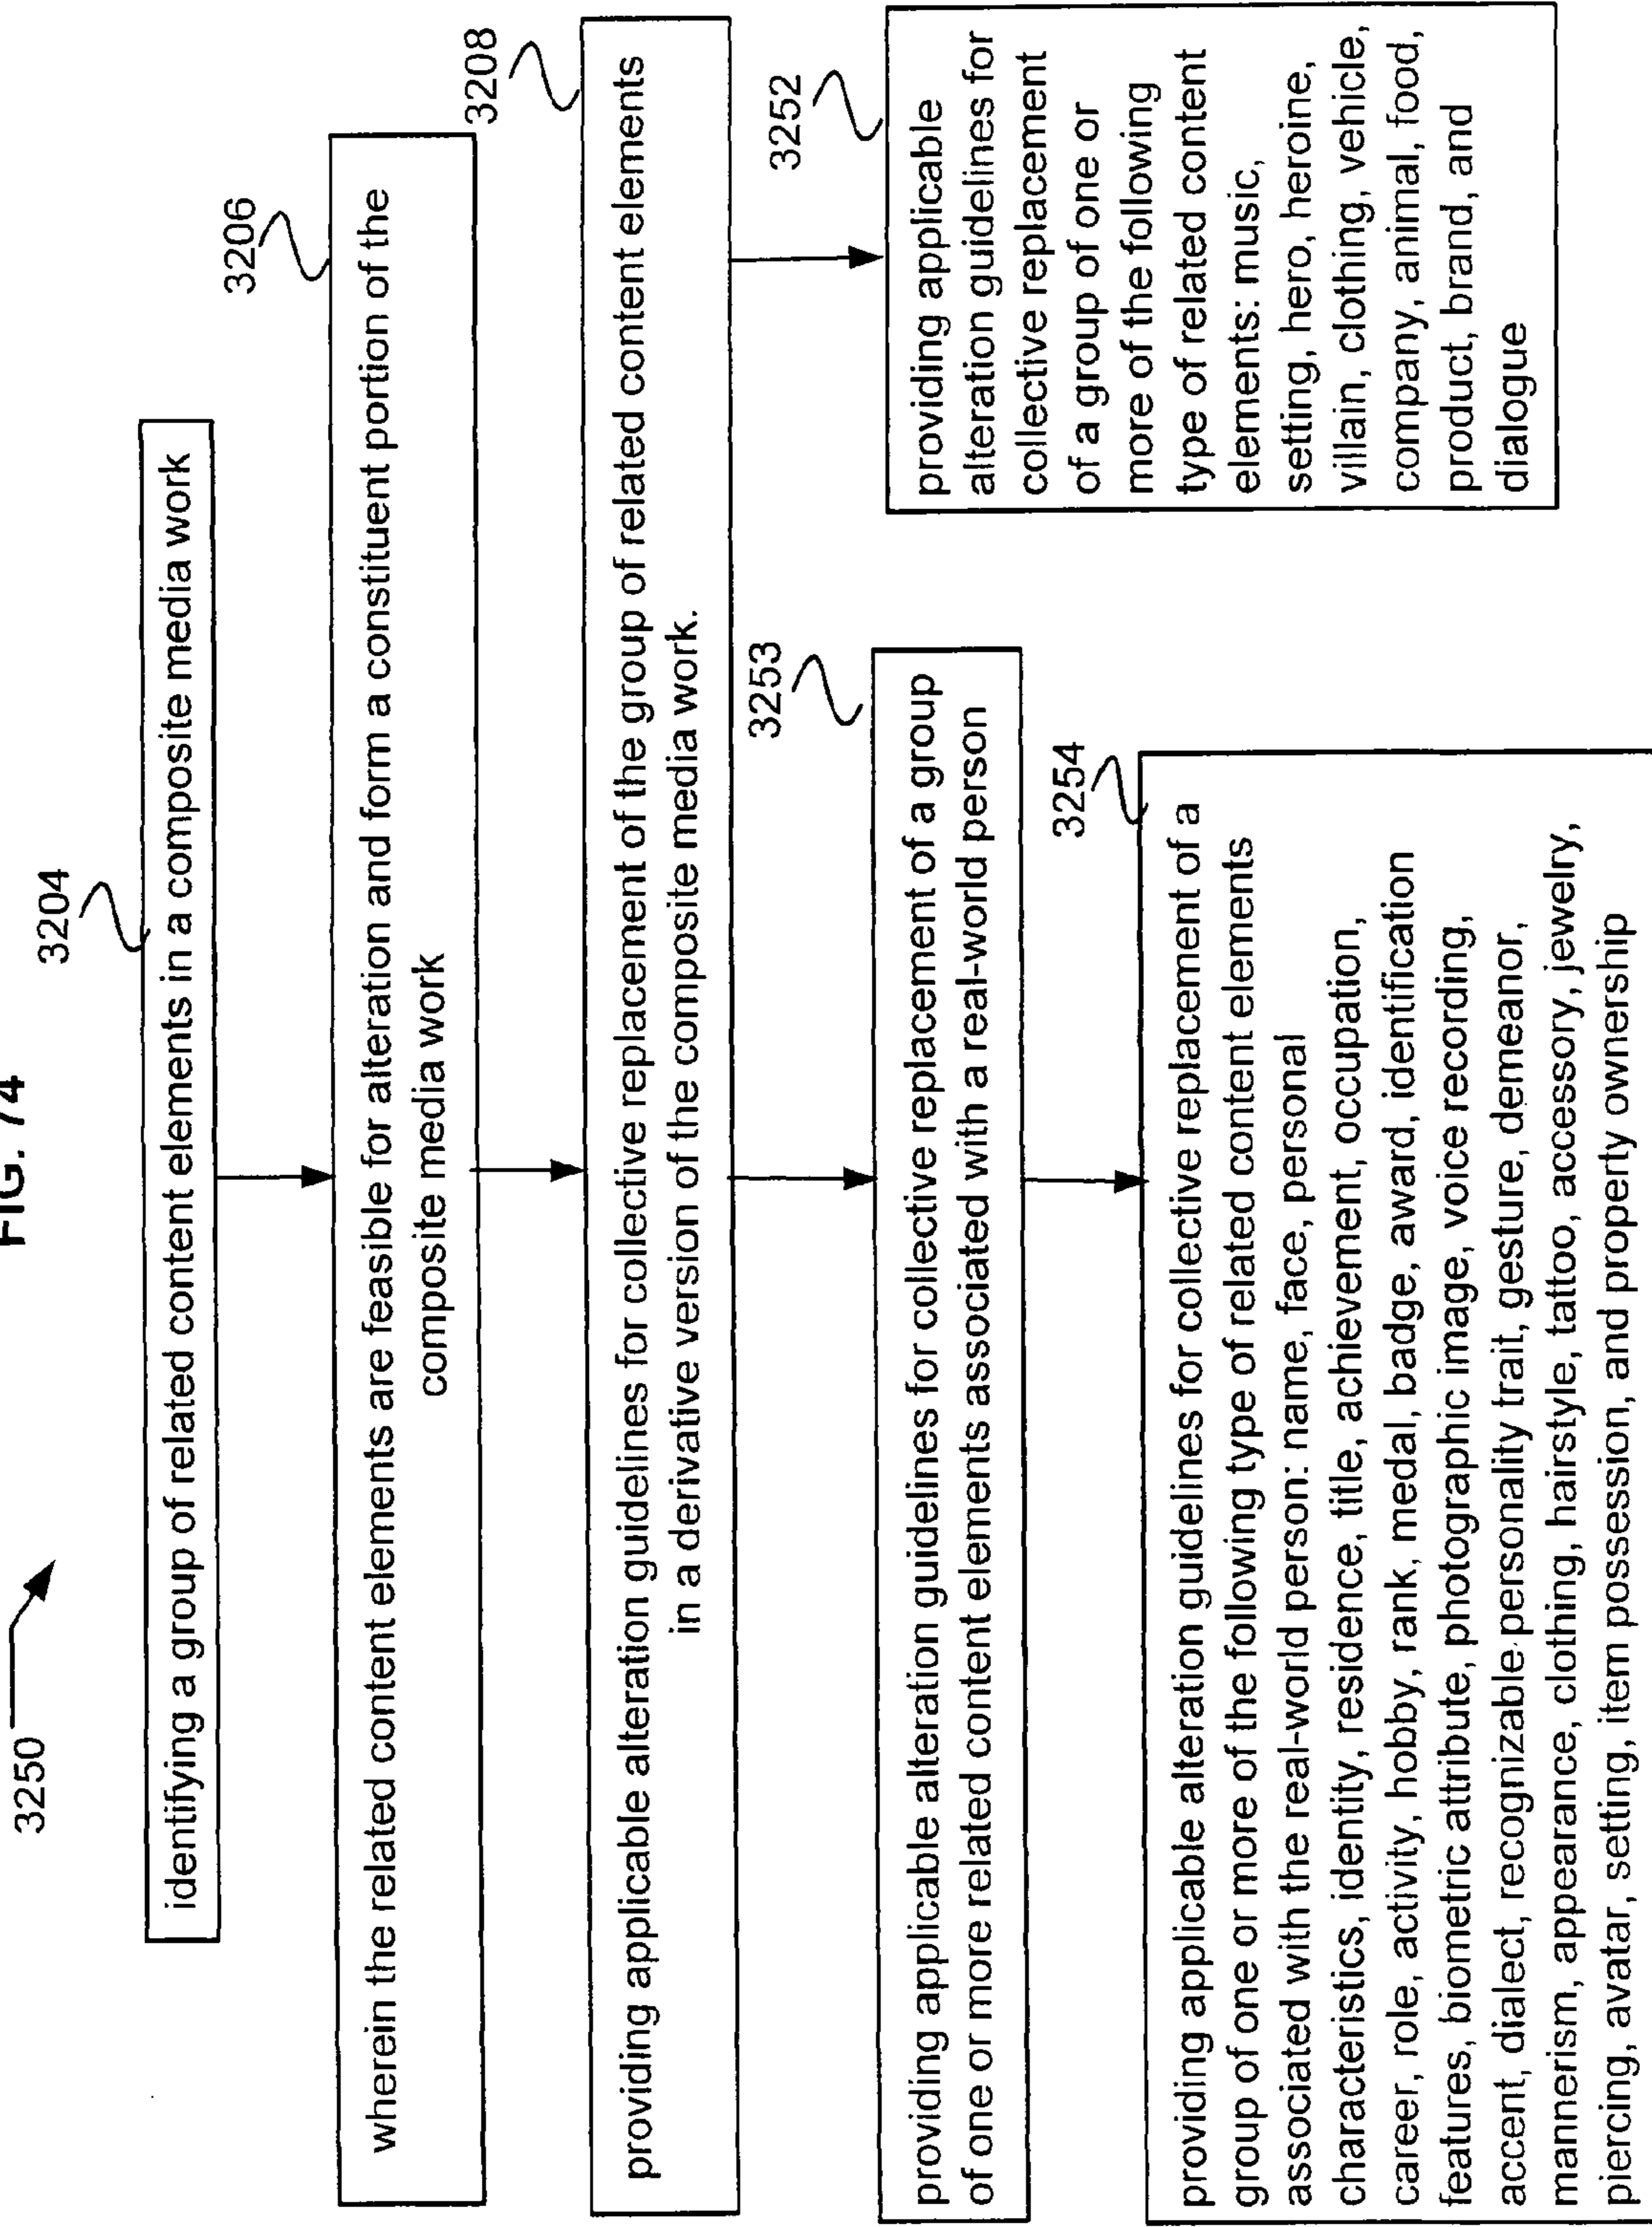 FIG. 74
3250
3204
identifying a group of related content elements in a composite media work
3206
wherein the related content elements are feasible for alteration and form a constituent portion of the
composite media work
3208
providing applicable alteration guidelines for collective replacement of the group of related content elements
in a derivative version of the composite media work.
3253
providing applicable alteration guidelines for collective replacement of a group
of one or more related content elements associated with a real-world person
3252
providing applicable
alteration guidelines for
collective replacement
of a group of one or
more of the following
type of related content
elements: music,
setting, hero, heroine,
villain, clothing, vehicle,
company, animal, food,
product, brand, and
dialogue
3254
providing applicable alteration guidelines for collective replacement of a
group of one or more of the following type of related content elements
associated with the real-world person: name, face, personal
characteristics, identity, residence, title, achievement, occupation,
career, role, activity, hobby, rank, medal, badge, award, identification
features, biometric attribute, photographic image, voice recording,
accent, dialect, recognizable personality trait, gesture, demeanor,
mannerism, appearance, clothing, hairstyle, tattoo, accessory, jewelry,
piercing, avatar, setting, item possession, and property ownership